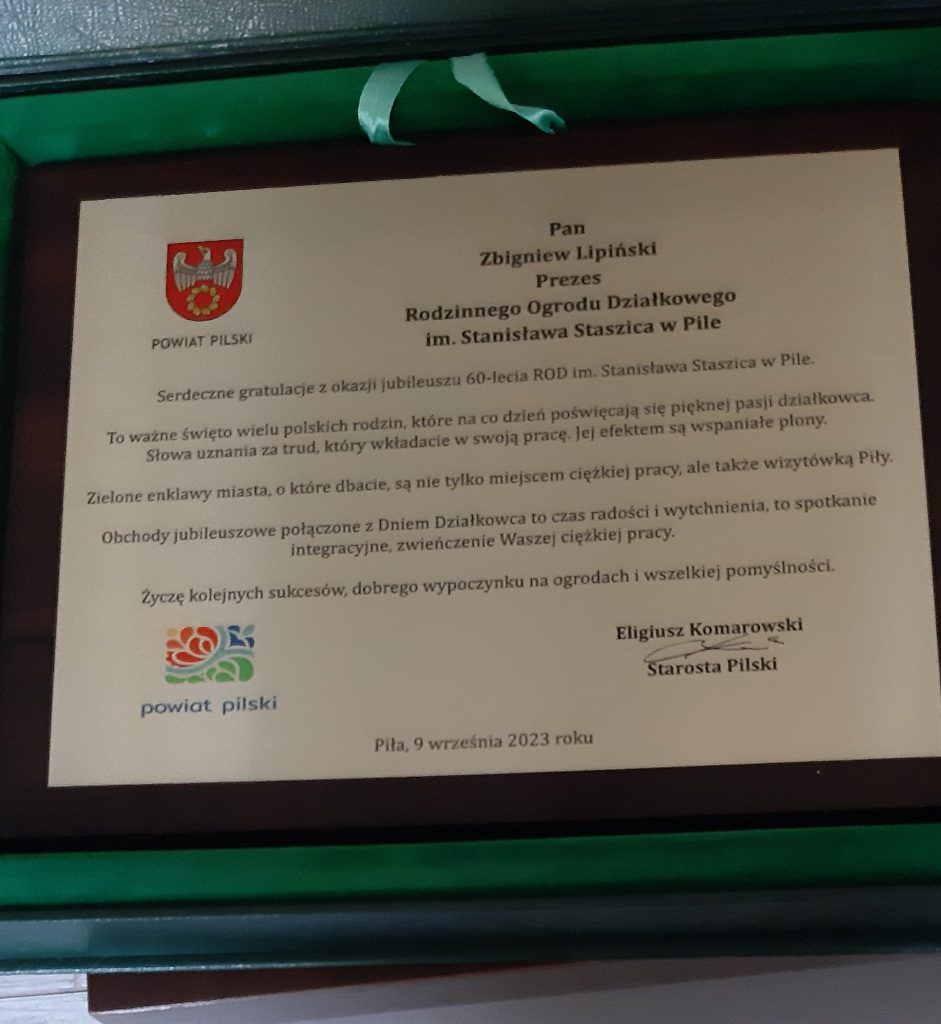 Pan
Zbigniew Lipiński
Prezes
Rodzinnego Ogrodu Działkowego
im. Stanisława Staszica w Pile
POWIAT PILSKI
Serdeczne gratulacje z okazji jubileuszu 60-lecia ROD im. Stanisława Staszica w Pile.
To ważne święto wielu polskich rodzin, które na co dzień poświęcają się pięknej pasji działkowca.
Słowa uznania za trud, który wkładacie w swoją pracę. Jej efektem są wspaniałe plony.
Zielone enklawy miasta, o które dbacie, są nie tylko miejscem ciężkiej pracy, ale także wizytówką Piły.
Obchody jubileuszowe połączone z Dniem Działkowca to czas radości i wytchnienia, to spotkanie
integracyjne, zwieńczenie Waszej ciężkiej pracy.
Życzę kolejnych sukcesów, dobrego wypoczynku na ogrodach i wszelkiej pomyślności.
Eligiusz Komarowski
Starosta Pilski
powiat pilski
Piła, 9 września 2023 roku